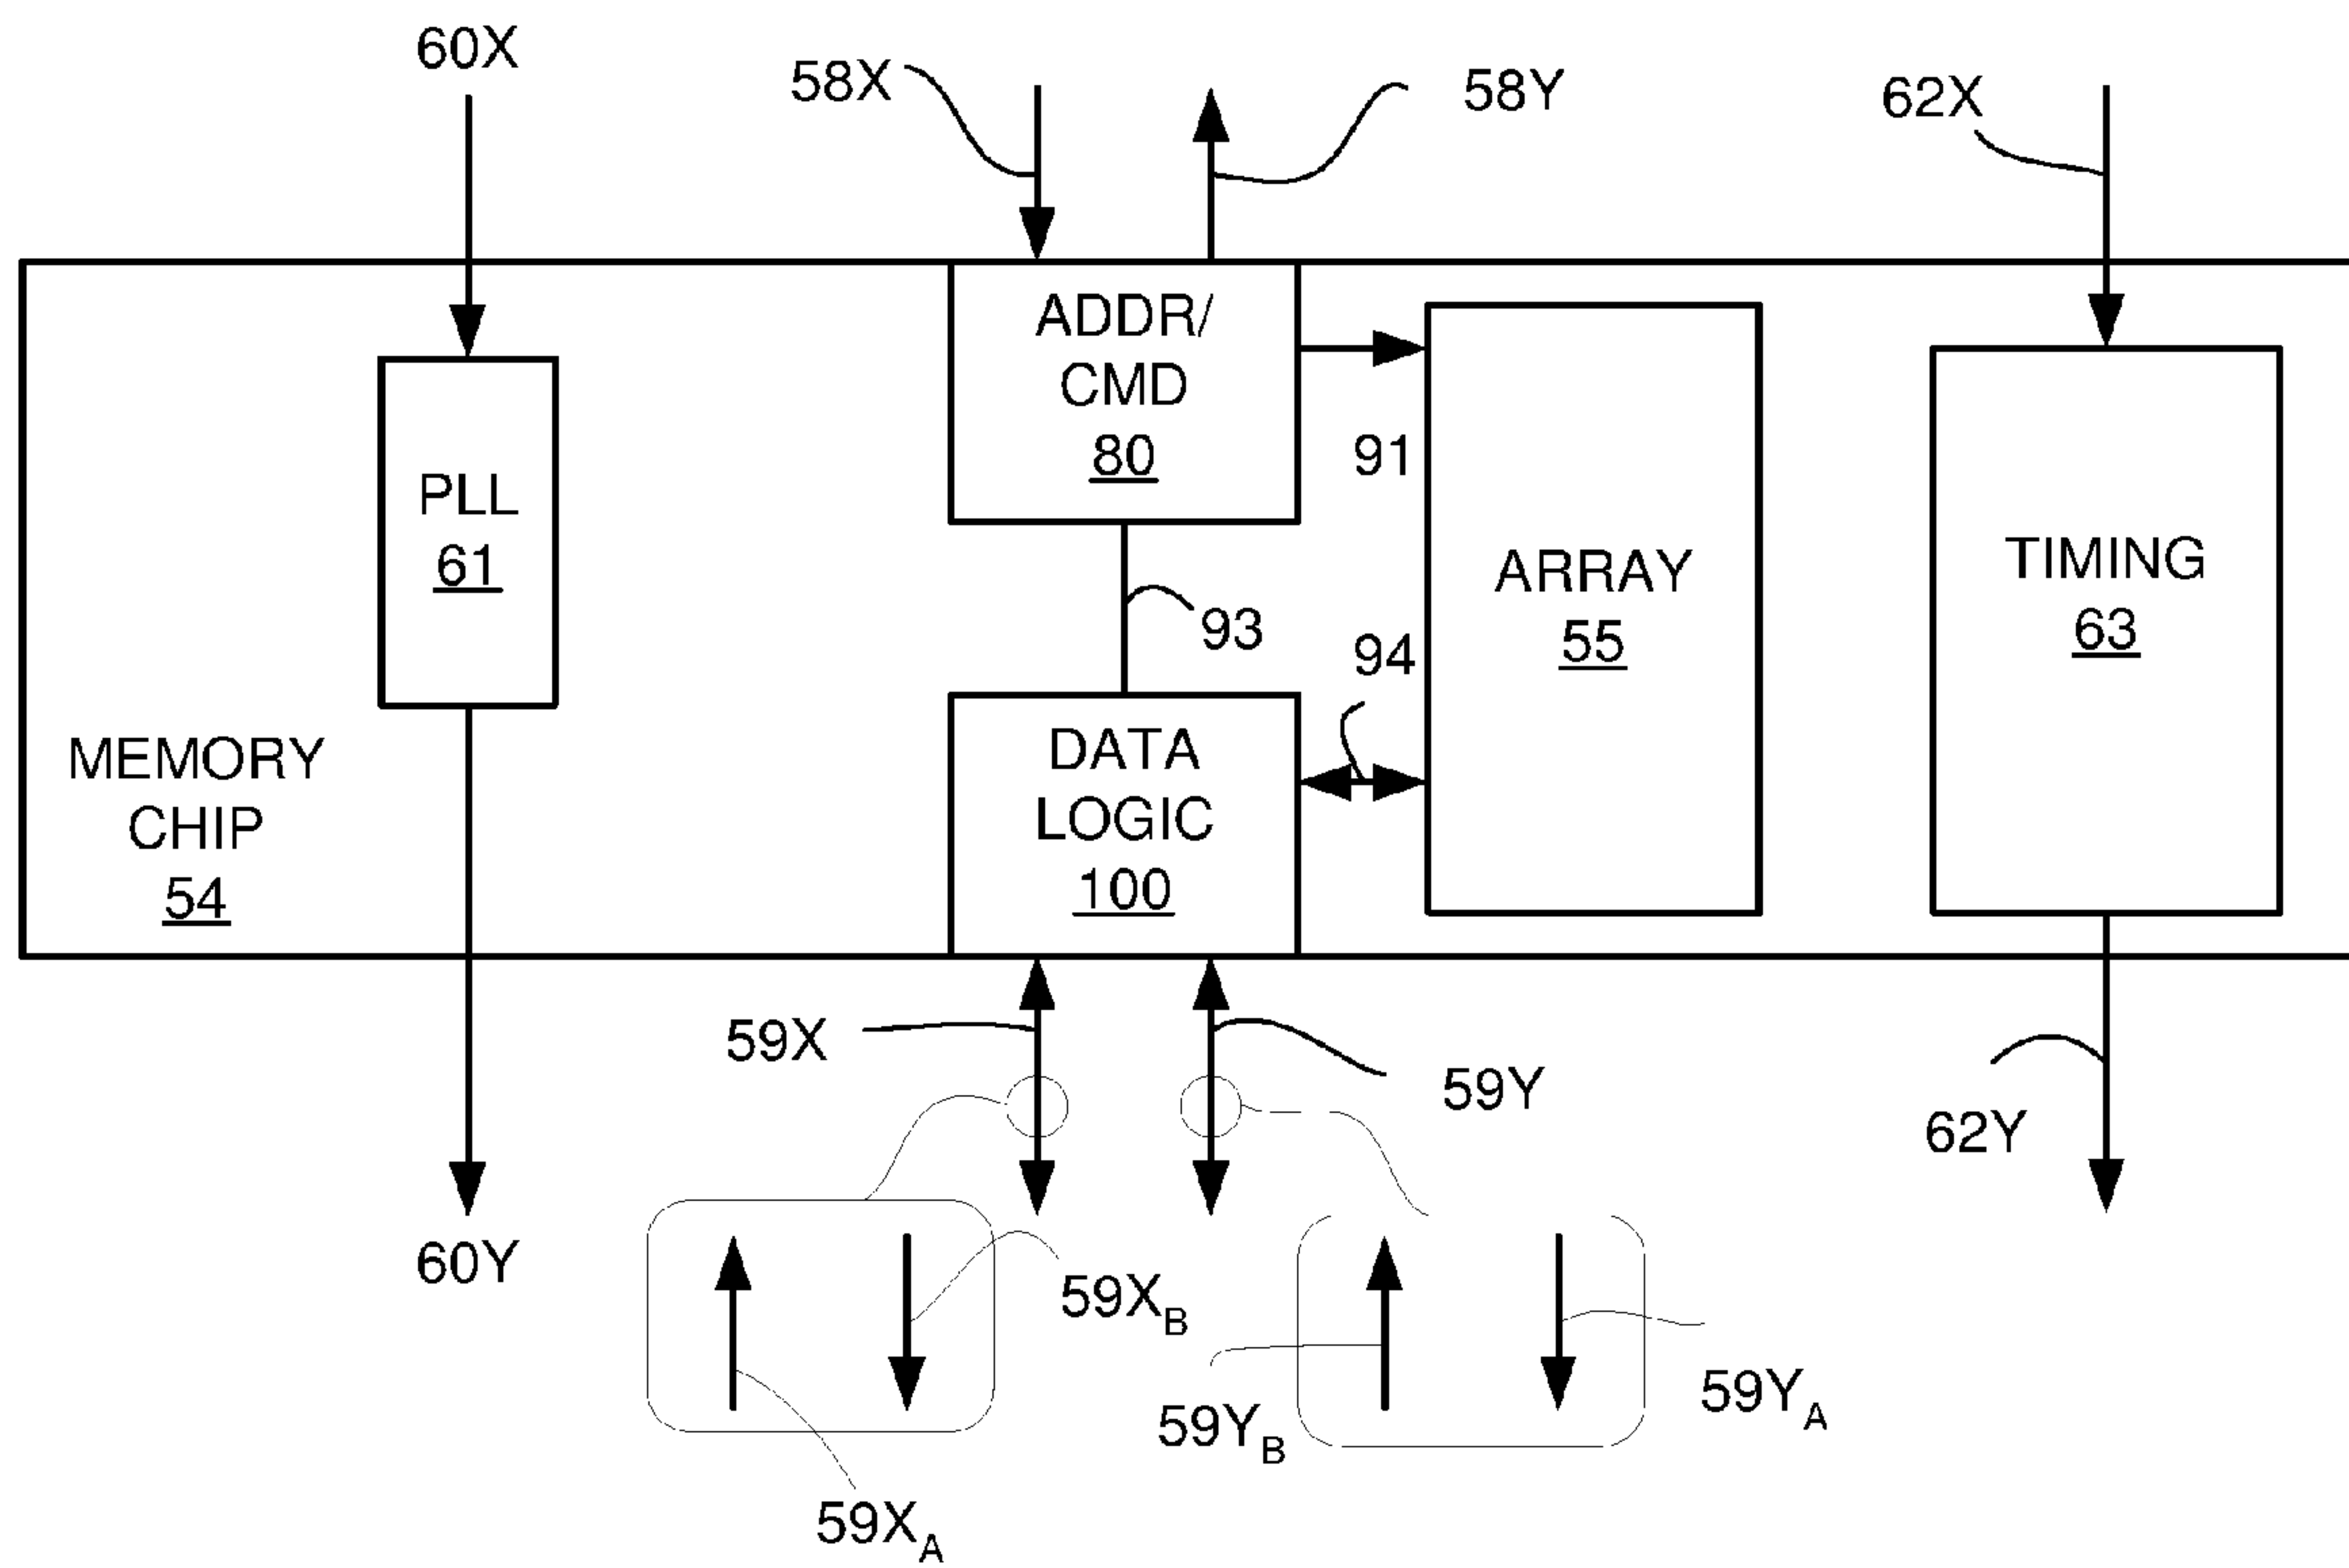 60X
58X
58Y
62X
ADDR/
CMD
80
91
PLL
61
ARRAY
55
TIMING
63
93
94
MEMORY
CHIP
54
DATA
LOGIC
100
59X
59Y
62Y
60Y
59XB
59YB
59YA
59XA